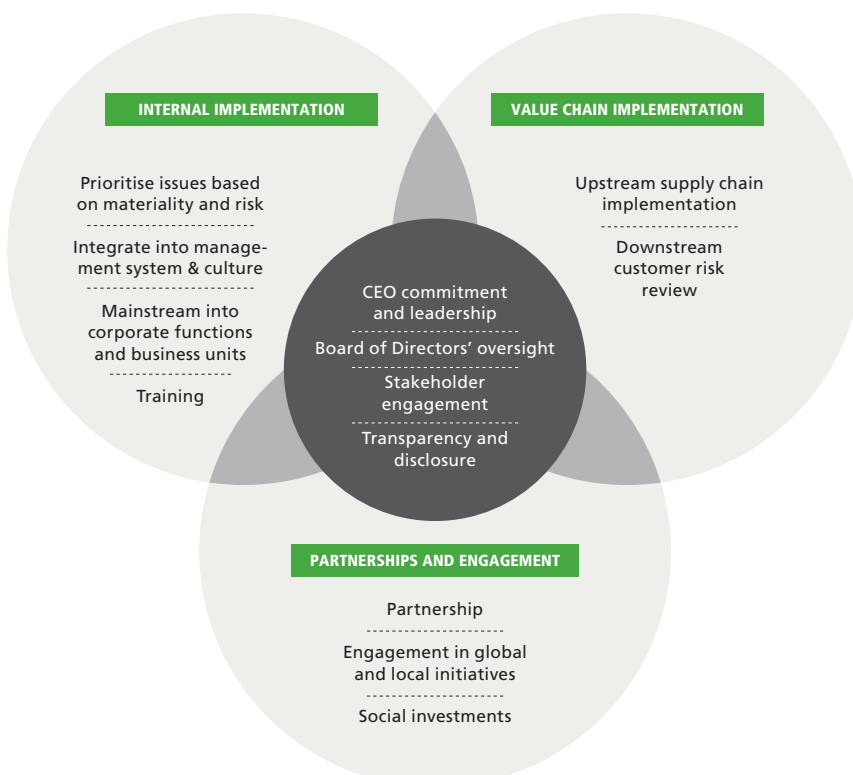 INTERNAL IMPLEMENTATION
Prioritise issues based
on materiality and risk
Integrate into manage-
ment system & culture
Mainstream into
corporate functions
and business units
Training
VALUE CHAIN IMPLEMENTATION
Upstream supply chain
implementation
Downstream
customer risk
review
CEO commitment
and leadership
Board of Directors’ oversight
Stakeholder
engagement
Transparency and
disclosure
PARTNERSHIPS AND ENGAGEMENT
Partnership
Engagement in global
and local initiatives
Social investments